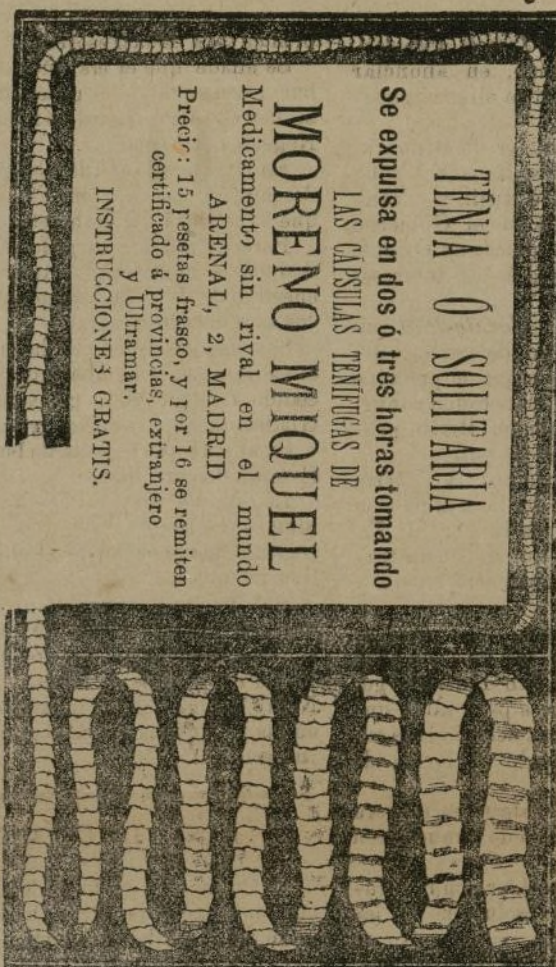 TÉNIA Ó SOLITARIA
Se expulsa en dos ó tres horas tomando
LAS CÁPSULAS TENÍFUGAS DE
MORENO MIQUEL
Medicamento sin rival en el mundo
ARENAL, 2, MADRID
Precio: 15 pesetas frasco, y por 16 se remiten
certificado á provincias, extranjero
y Ultramar.
INSTRUCCIONES GRATIS.